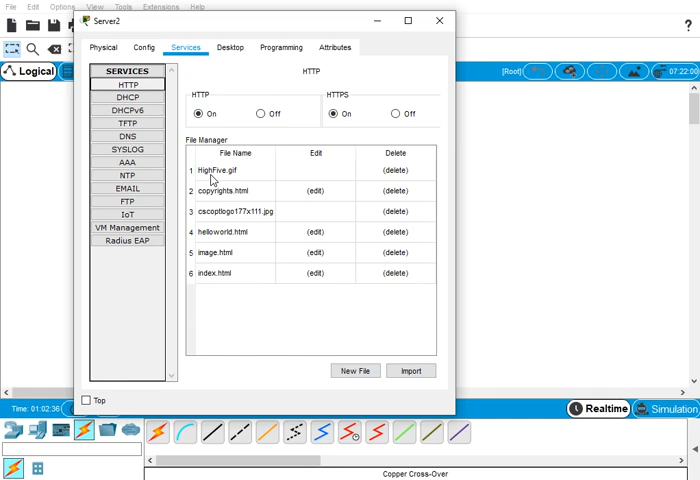 File Edit Options View Tools Extensions Help
Server2
Physical Config Services Desktop Programming Attributes
Logical
[Root]
07:22:00
SERVICES
HTTP
DHCP
DHCPv6
TFTP
DNS
SYSLOG
AAA
NTP
EMAIL
FTP
IoT
VM Management
Radius EAP
HTTP
HTTP
On Off
HTTPS
On Off
File Manager
File Name Edit Delete
1 HighFive.gif (delete)
2 copyrights.html (edit) (delete)
3 cscoptlogo177x111.jpg (delete)
4 helloworld.html (edit) (delete)
5 image.html (edit) (delete)
6 index.html (edit) (delete)
New File Import
Top
Time: 01:02:36
Realtime Simulation
Copper Cross-Over